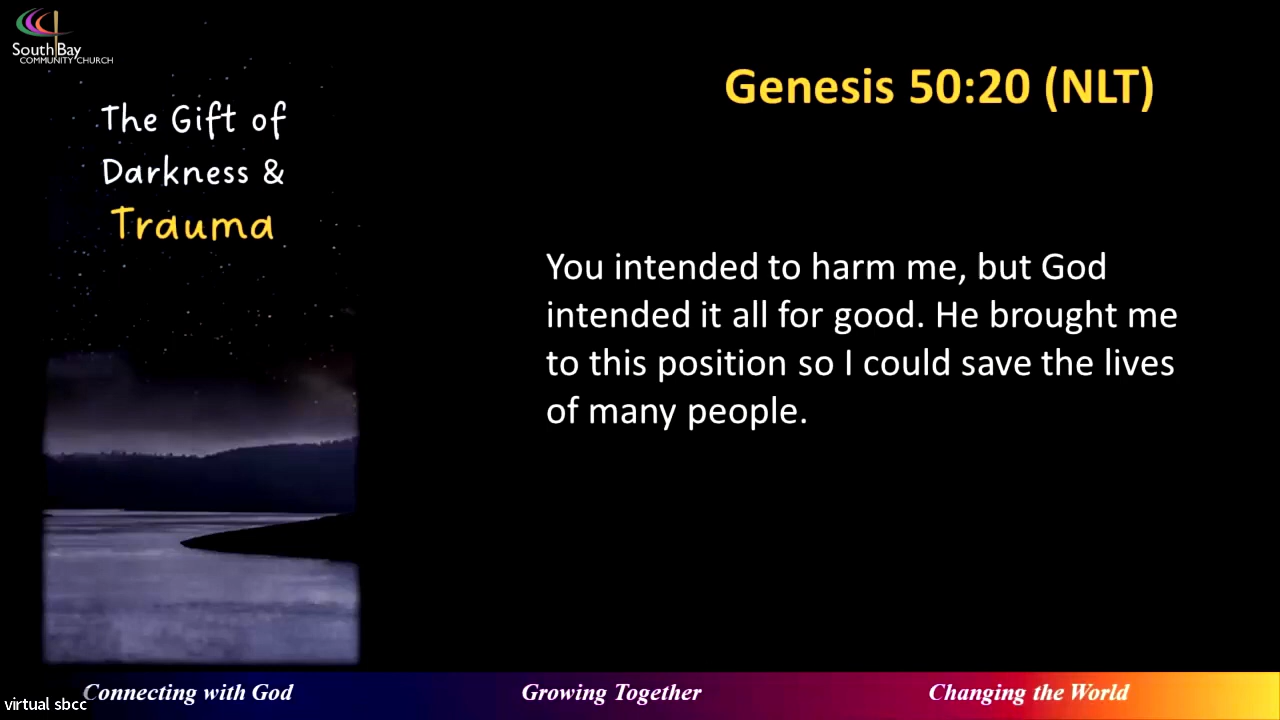 South Bay
COMMUNITY CHURCH
The Gift of
Darkness &
Trauma
Genesis 50:20 (NLT)
You intended to harm me, but God
intended it all for good. He brought me
to this position so I could save the lives
of many people.
Connecting with God
Growing Together
Changing the World
virtual sbcc